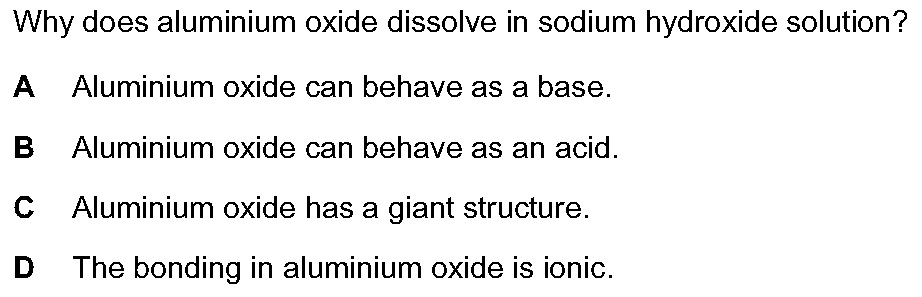 Why does aluminium oxide dissolve in sodium hydroxide solution?
A Aluminium oxide can behave as a base.
B Aluminium oxide can behave as an acid.
C Aluminium oxide has a giant structure.
D The bonding in aluminium oxide is ionic.